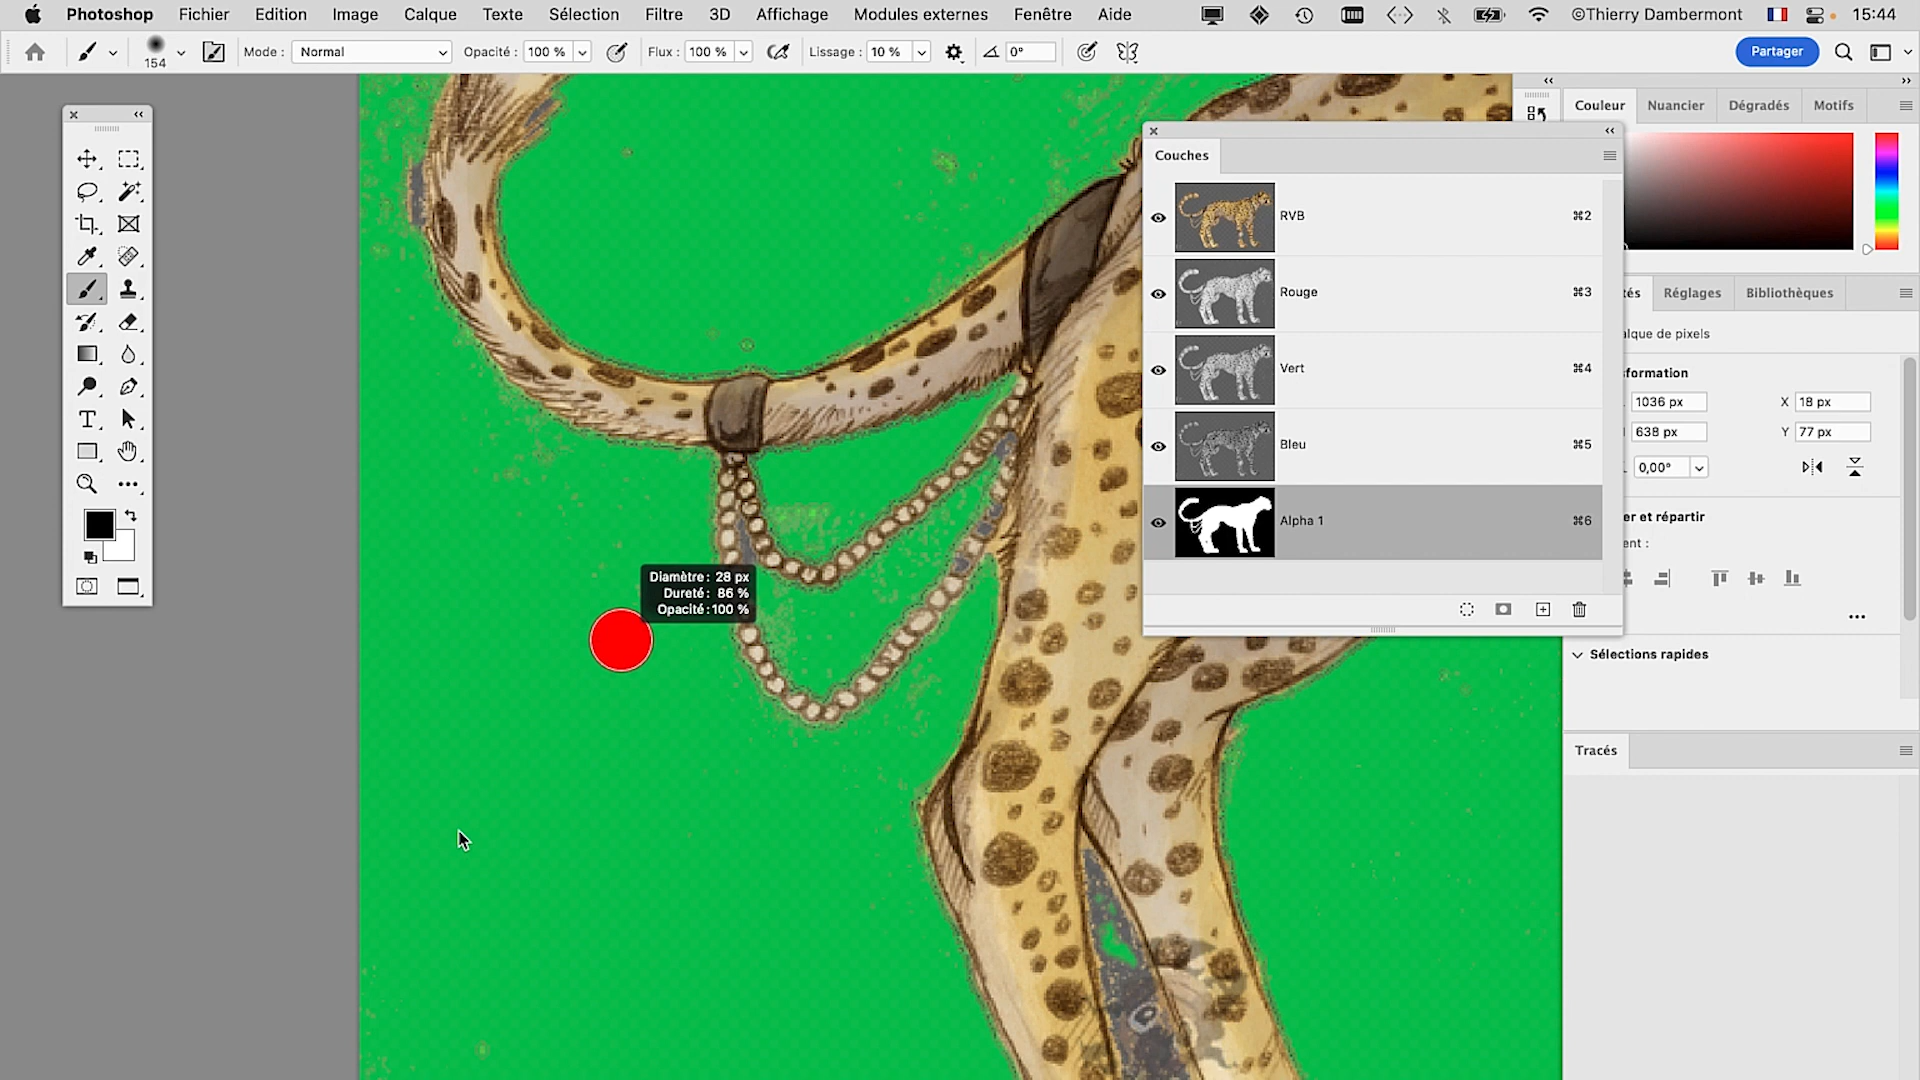 Photoshop Fichier Edition Image Calque Texte Sélection Filtre 3D Affichage Modules externes Fenêtre Aide ©Thierry Dambermont 15:44
154 Mode : Normal Opacité : 100 % Flux : 100 % Lissage : 10 % 0° Partager
Couleur Nuancier Dégradés Motifs
Couches
RVB ⌘2
Rouge ⌘3
Vert ⌘4
Bleu ⌘5
Alpha 1 ⌘6
Diamètre : 28 px
Dureté : 86 %
Opacité : 100 %
tés Réglages Bibliothèques
alque de pixels
sformation
1036 px X 18 px
638 px Y 77 px
0,00°
er et répartir
ent :
Sélections rapides
Tracés